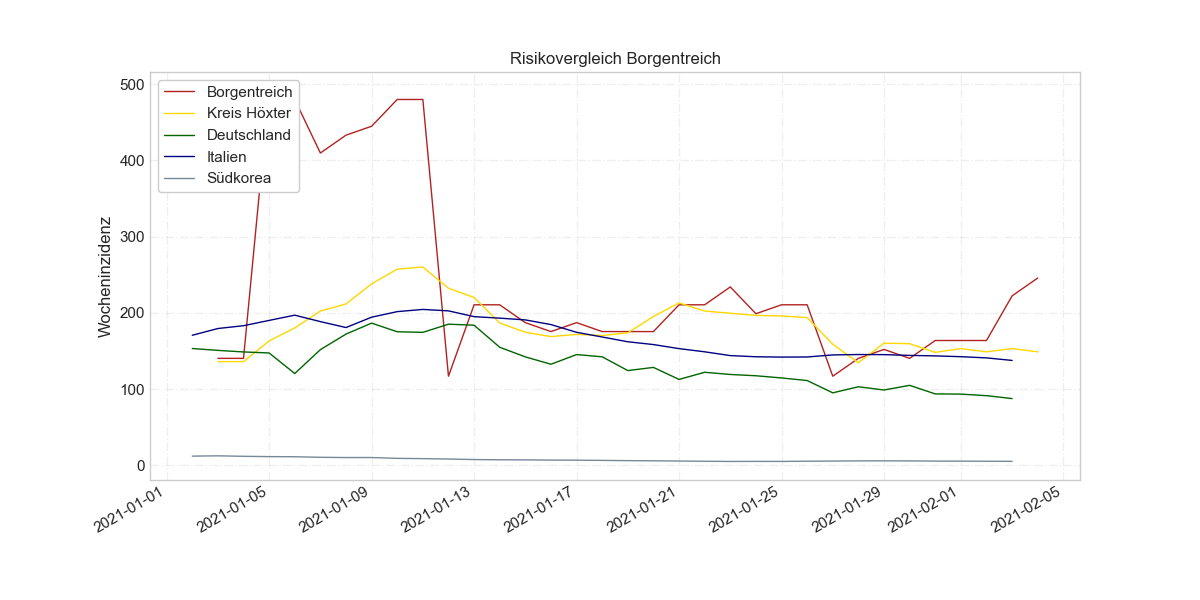 Risikovergleich Borgentreich
Borgentreich
Kreis Höxter
Deutschland
Italien
Südkorea
Wocheninzidenz
500
400
300
200
100
0
2021-01-01
2021-01-05
2021-01-09
2021-01-13
2021-01-17
2021-01-21
2021-01-25
2021-01-29
2021-02-01
2021-02-05